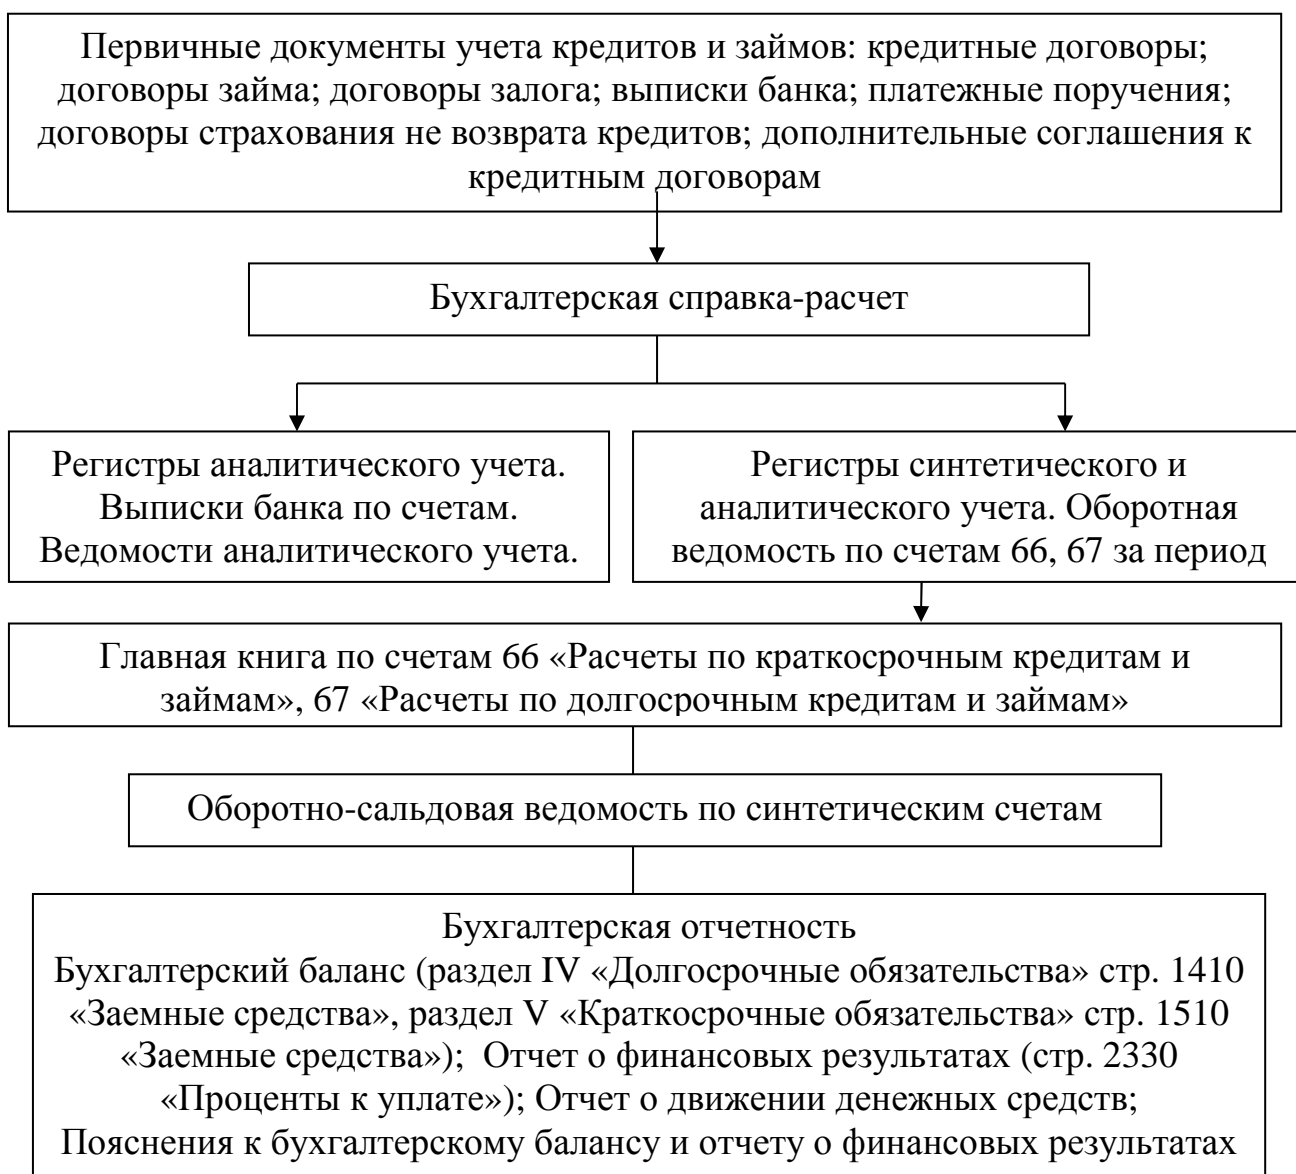 Первичные документы учета кредитов и займов: кредитные договоры;
договоры займа; договоры залога; выписки банка; платежные поручения;
договоры страхования не возврата кредитов; дополнительные соглашения к
кредитным договорам
Бухгалтерская справка-расчет
Регистры аналитического учета.
Выписки банка по счетам.
Ведомости аналитического учета.
Регистры синтетического и
аналитического учета. Оборотная
ведомость по счетам 66, 67 за период
Главная книга по счетам 66 «Расчеты по краткосрочным кредитам и
займам», 67 «Расчеты по долгосрочным кредитам и займам»
Оборотно-сальдовая ведомость по синтетическим счетам
Бухгалтерская отчетность
Бухгалтерский баланс (раздел IV «Долгосрочные обязательства» стр. 1410
«Заемные средства», раздел V «Краткосрочные обязательства» стр. 1510
«Заемные средства»); Отчет о финансовых результатах (стр. 2330
«Проценты к уплате»); Отчет о движении денежных средств;
Пояснения к бухгалтерскому балансу и отчету о финансовых результатах